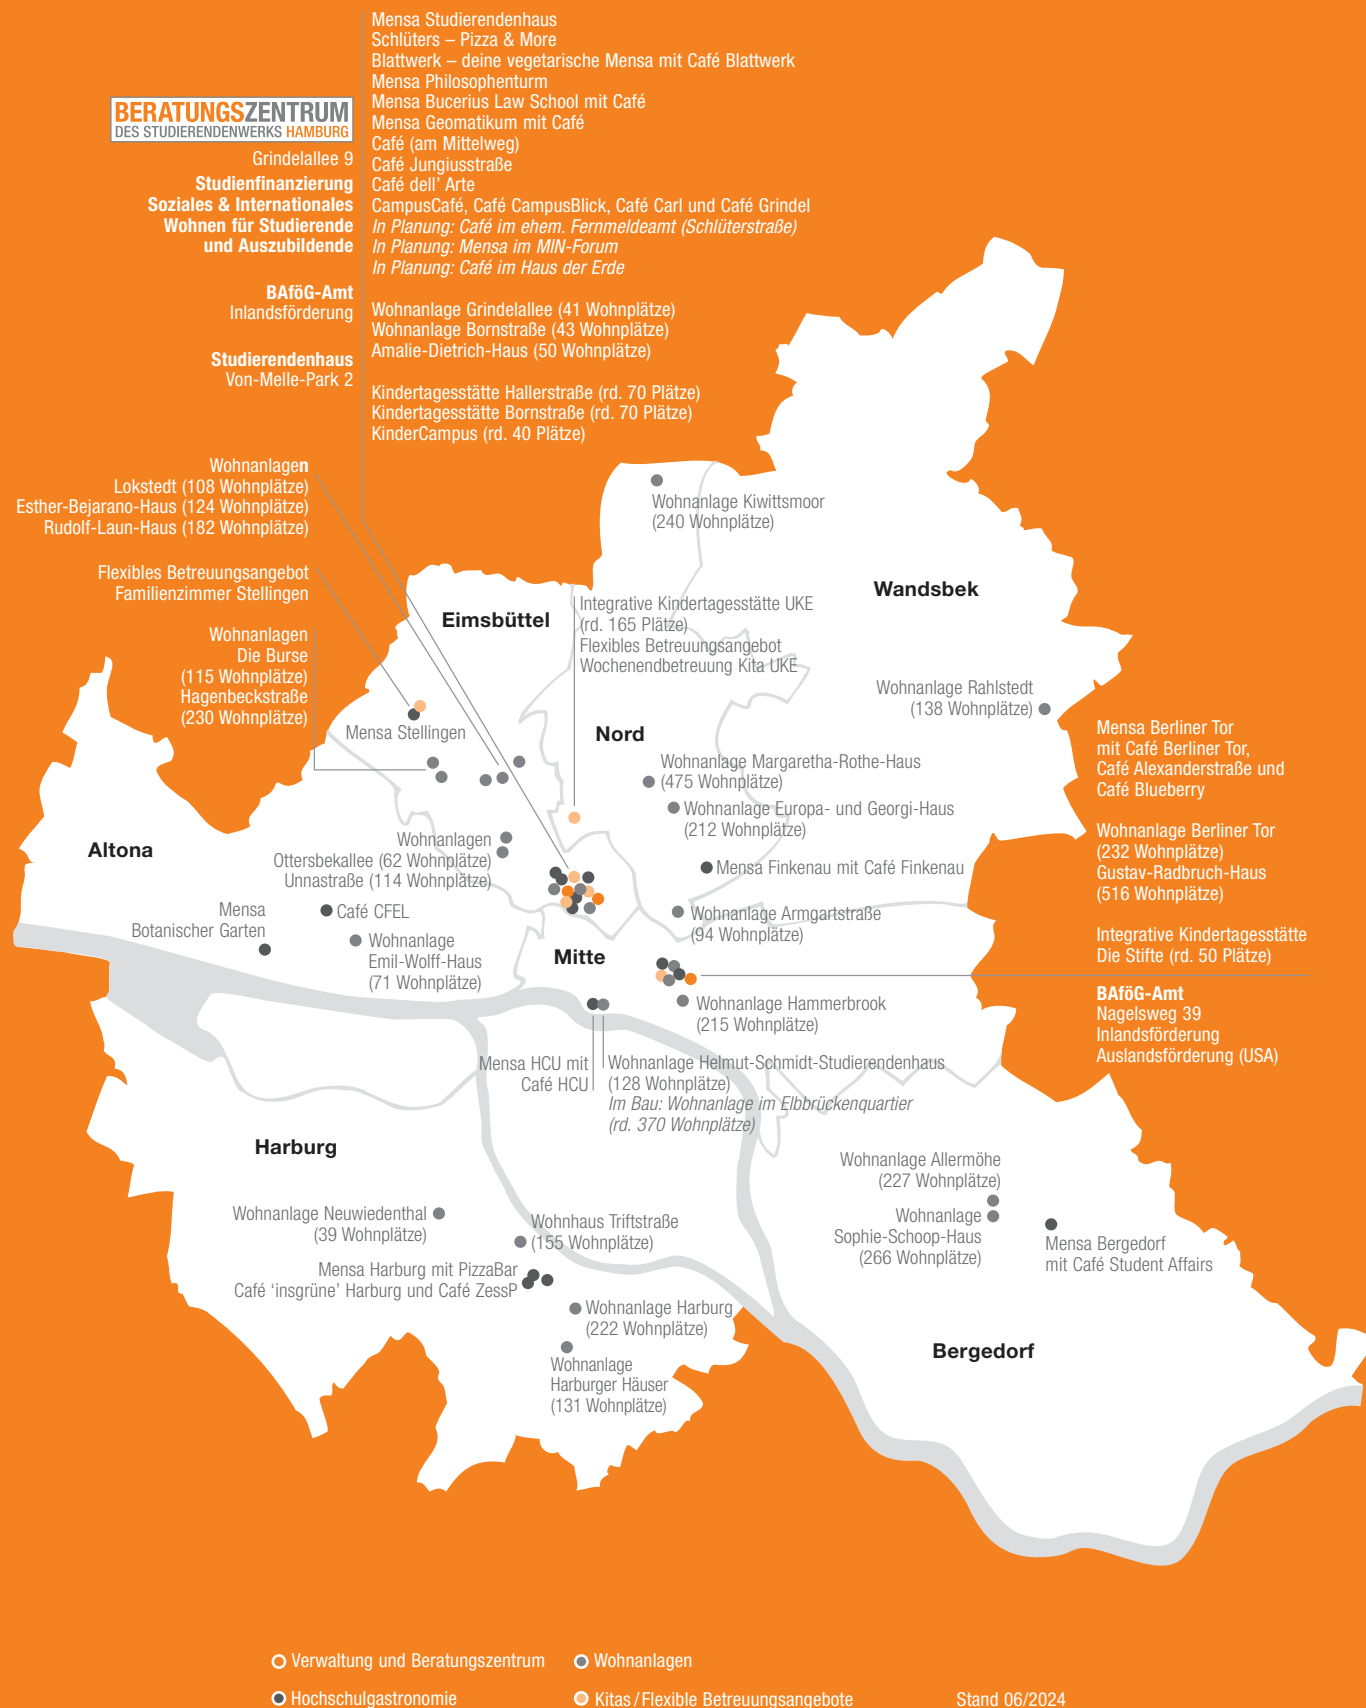 Mensa Studierendenhaus
Schlüters – Pizza & More
Blattwerk – deine vegetarische Mensa mit Café Blattwerk
Mensa Philosophenturm
Mensa Bucerius Law School mit Café
Mensa Geomatikum mit Café
Café (am Mittelweg)
Café Jungiusstraße
Café dell’ Arte
CampusCafé, Café CampusBlick, Café Carl und Café Grindel
In Planung: Café im ehem. Fernmeldeamt (Schlüterstraße)
In Planung: Mensa im MIN-Forum
In Planung: Café im Haus der Erde
Wohnanlage Grindelallee (41 Wohnplätze)
Wohnanlage Bornstraße (43 Wohnplätze)
Amalie-Dietrich-Haus (50 Wohnplätze)
Kindertagesstätte Hallerstraße (rd. 70 Plätze)
Kindertagesstätte Bornstraße (rd. 70 Plätze)
KinderCampus (rd. 40 Plätze)
BERATUNGSZENTRUM
DES STUDIERENDENWERKS HAMBURG
Grindelallee 9
Studienfinanzierung
Soziales & Internationales
Wohnen für Studierende
und Auszubildende
BAföG-Amt
Inlandsförderung
Studierendenhaus
Von-Melle-Park 2
Wohnanlagen
Lokstedt (108 Wohnplätze)
Esther-Bejarano-Haus (124 Wohnplätze)
Rudolf-Laun-Haus (182 Wohnplätze)
Flexibles Betreuungsangebot
Familienzimmer Stellingen
Wohnanlagen
Die Burse
(115 Wohnplätze)
Hagenbeckstraße
(230 Wohnplätze)
Wohnanlage Kiwittsmoor
(240 Wohnplätze)
Wandsbek
Eimsbüttel
Integrative Kindertagesstätte UKE
(rd. 165 Plätze)
Flexibles Betreuungsangebot
Wochenendbetreuung Kita UKE
Wohnanlage Rahlstedt
(138 Wohnplätze)
Mensa Stellingen
Nord
Wohnanlage Margaretha-Rothe-Haus
(475 Wohnplätze)
Wohnanlage Europa- und Georgi-Haus
(212 Wohnplätze)
Mensa Berliner Tor
mit Café Berliner Tor,
Café Alexanderstraße und
Café Blueberry
Wohnanlage Berliner Tor
(232 Wohnplätze)
Gustav-Radbruch-Haus
(516 Wohnplätze)
Integrative Kindertagesstätte
Die Stifte (rd. 50 Plätze)
BAföG-Amt
Nagelsweg 39
Inlandsförderung
Auslandsförderung (USA)
Altona
Wohnanlagen
Ottersbekallee (62 Wohnplätze)
Unnastraße (114 Wohnplätze)
Mensa Finkenau mit Café Finkenau
Mensa
Botanischer Garten
Café CFEL
Wohnanlage
Emil-Wolff-Haus
(71 Wohnplätze)
Wohnanlage Armgartstraße
(94 Wohnplätze)
Mitte
Wohnanlage Hammerbrook
(215 Wohnplätze)
Mensa HCU mit
Café HCU
Wohnanlage Helmut-Schmidt-Studierendenhaus
(128 Wohnplätze)
Im Bau: Wohnanlage im Elbbrückenquartier
(rd. 370 Wohnplätze)
Harburg
Wohnanlage Allermöhe
(227 Wohnplätze)
Wohnanlage
Sophie-Schoop-Haus
(266 Wohnplätze)
Mensa Bergedorf
mit Café Student Affairs
Wohnanlage Neuwiedenthal
(39 Wohnplätze)
Wohnhaus Triftstraße
(155 Wohnplätze)
Mensa Harburg mit PizzaBar
Café ‘insgrüne’ Harburg und Café ZessP
Wohnanlage Harburg
(222 Wohnplätze)
Wohnanlage
Harburger Häuser
(131 Wohnplätze)
Bergedorf
Verwaltung und Beratungszentrum
Wohnanlagen
Hochschulgastronomie
Kitas/Flexible Betreuungsangebote
Stand 06/2024